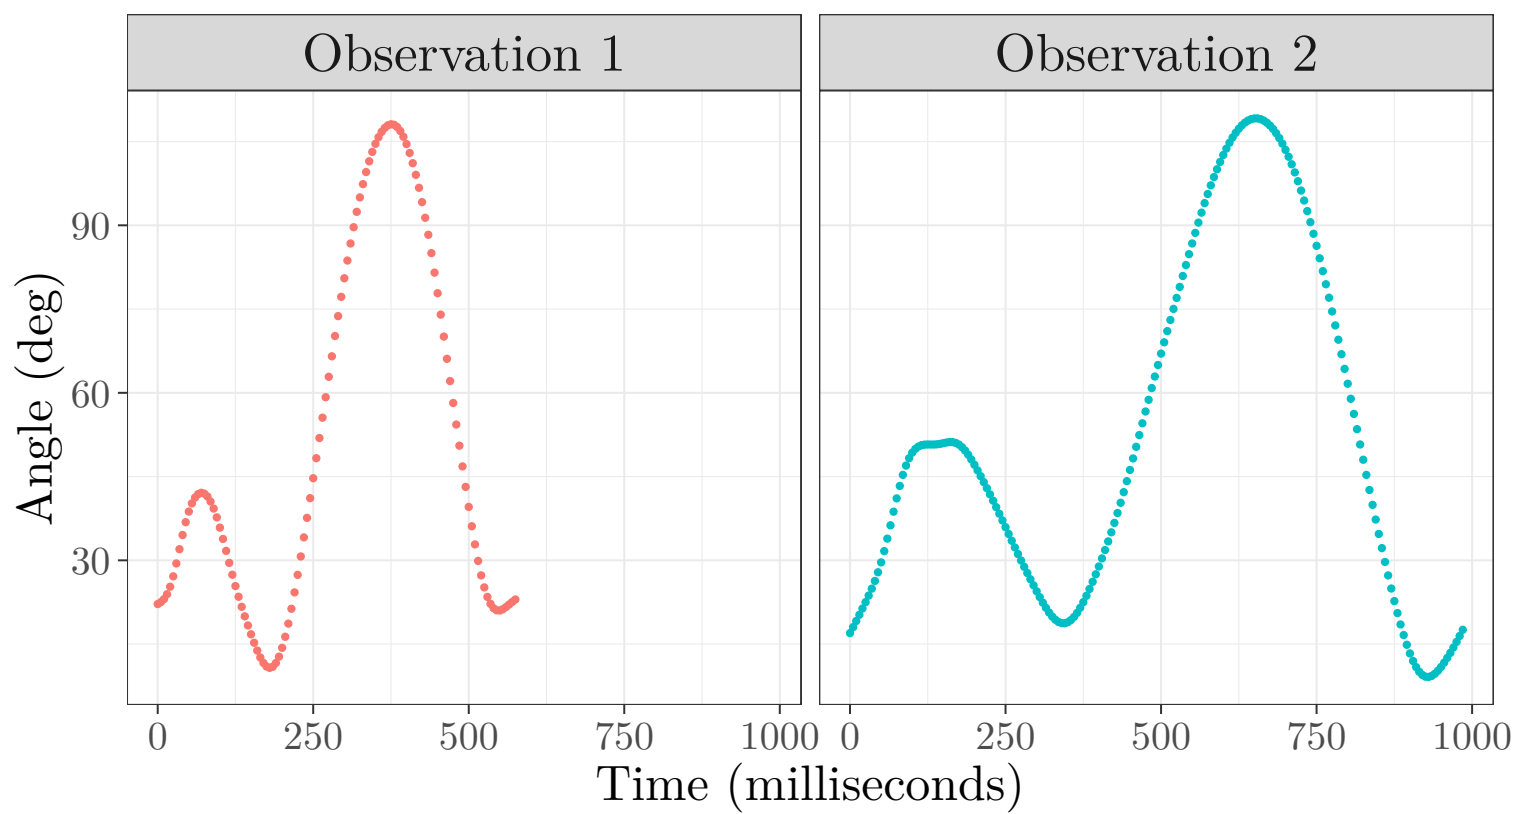 Observation 1
Observation 2
Angle (deg)
90
60
30
0 250 500 750 1000
0 250 500 750 1000
Time (milliseconds)